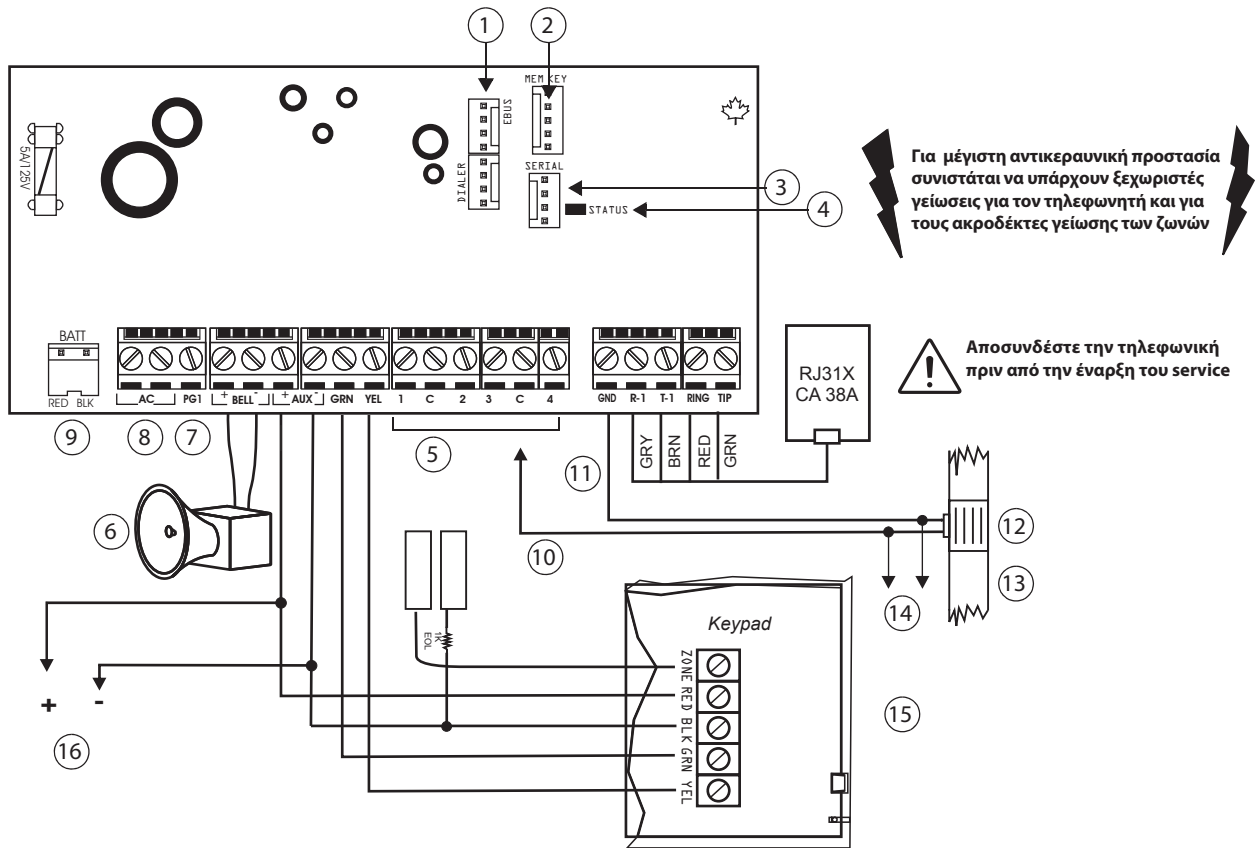 1
2
MEM KEY
EBUS
5A/125V
DIALER
SERIAL
3
STATUS
4
Για μέγιστη αντικεραυνική προστασία
συνιστάται να υπάρχουν ξεχωριστές
γείωσεις για τον τηλεφωνητή και για
τους ακροδέκτες γείωσης των ζωνών
Αποσυνδέστε την τηλεφωνική
πριν από την έναρξη του service
BATT
RED BLK
AC PG1 + BELL - + AUX - GRN YEL 1 C 2 3 C 4 GND R-1 T-1 RING TIP
RJ31X
CA 38A
9
8
7
5
11
GRY
BRN
RED
GRN
6
10
12
13
14
1K
EOL
Keypad
ZONE
RED
BLK
GRN
YEL
15
+ -
16